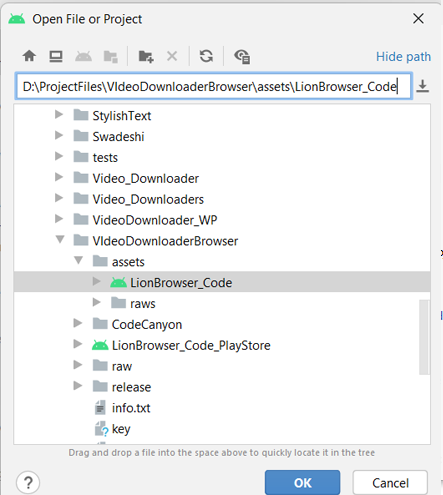 Open File or Project
Hide path
D:\ProjectFiles\VIdeoDownloaderBrowser\assets\LionBrowser_Code
StylishText
Swadeshi
tests
Video_Downloader
Video_Downloaders
VideoDownloader_WP
VIdeoDownloaderBrowser
assets
LionBrowser_Code
raws
CodeCanyon
LionBrowser_Code_PlayStore
raw
release
info.txt
key
Drag and drop a file into the space above to quickly locate it in the tree
?
OK
Cancel